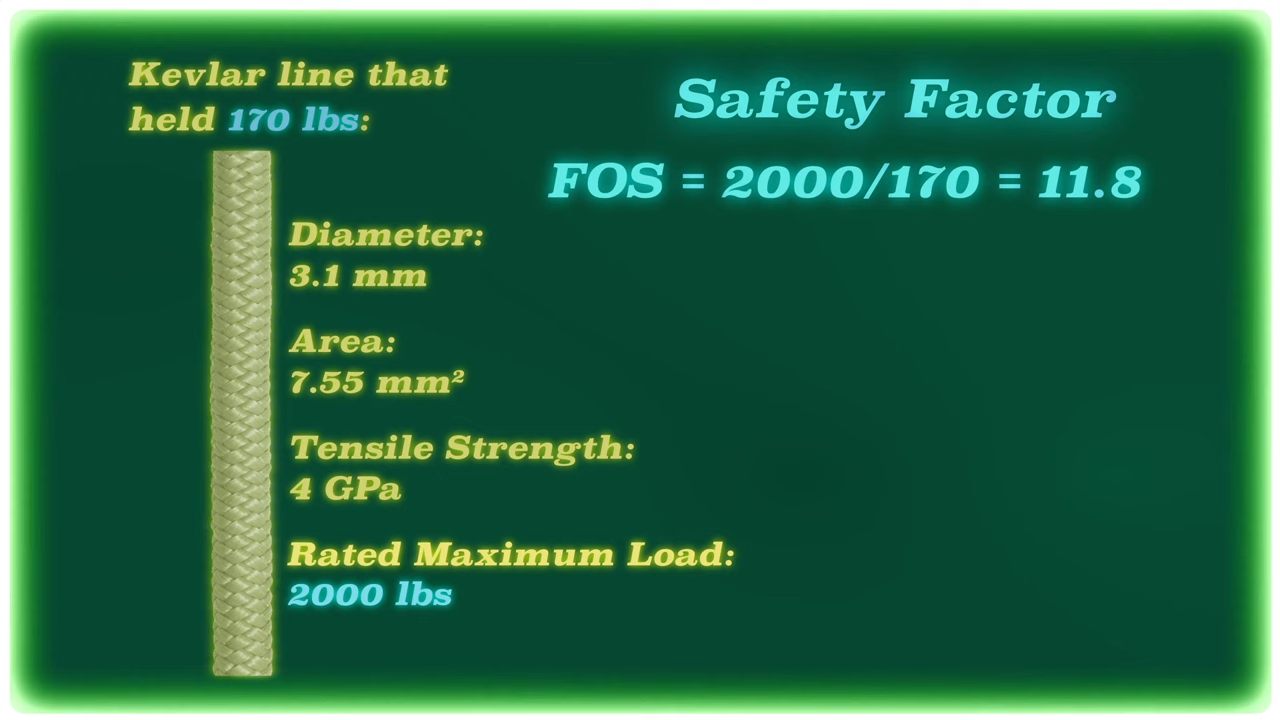 Kevlar line that
held 170 lbs:
Safety Factor
FOS = 2000/170 = 11.8
Diameter:
3.1 mm
Area:
7.55 mm²
Tensile Strength:
4 GPa
Rated Maximum Load:
2000 lbs